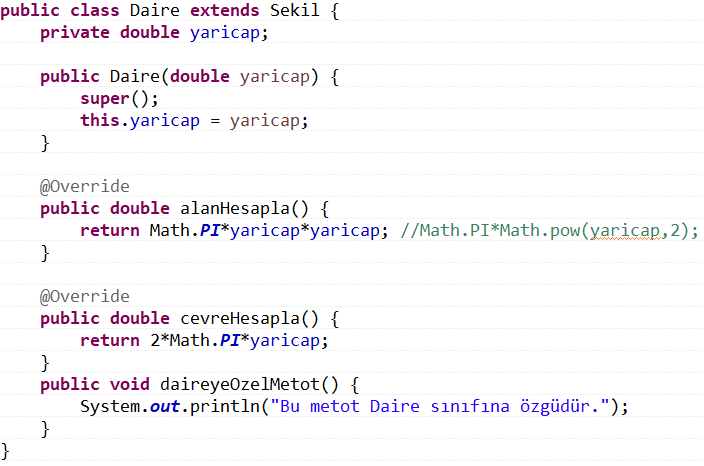 public class Daire extends Sekil {
    private double yaricap;

    public Daire(double yaricap) {
        super();
        this.yaricap = yaricap;
    }

    @Override
    public double alanHesapla() {
        return Math.PI*yaricap*yaricap; //Math.PI*Math.pow(yaricap,2);
    }

    @Override
    public double cevreHesapla() {
        return 2*Math.PI*yaricap;
    }
    public void daireyeOzelMetot() {
        System.out.println("Bu metot Daire sınıfına özgüdür.");
    }
}